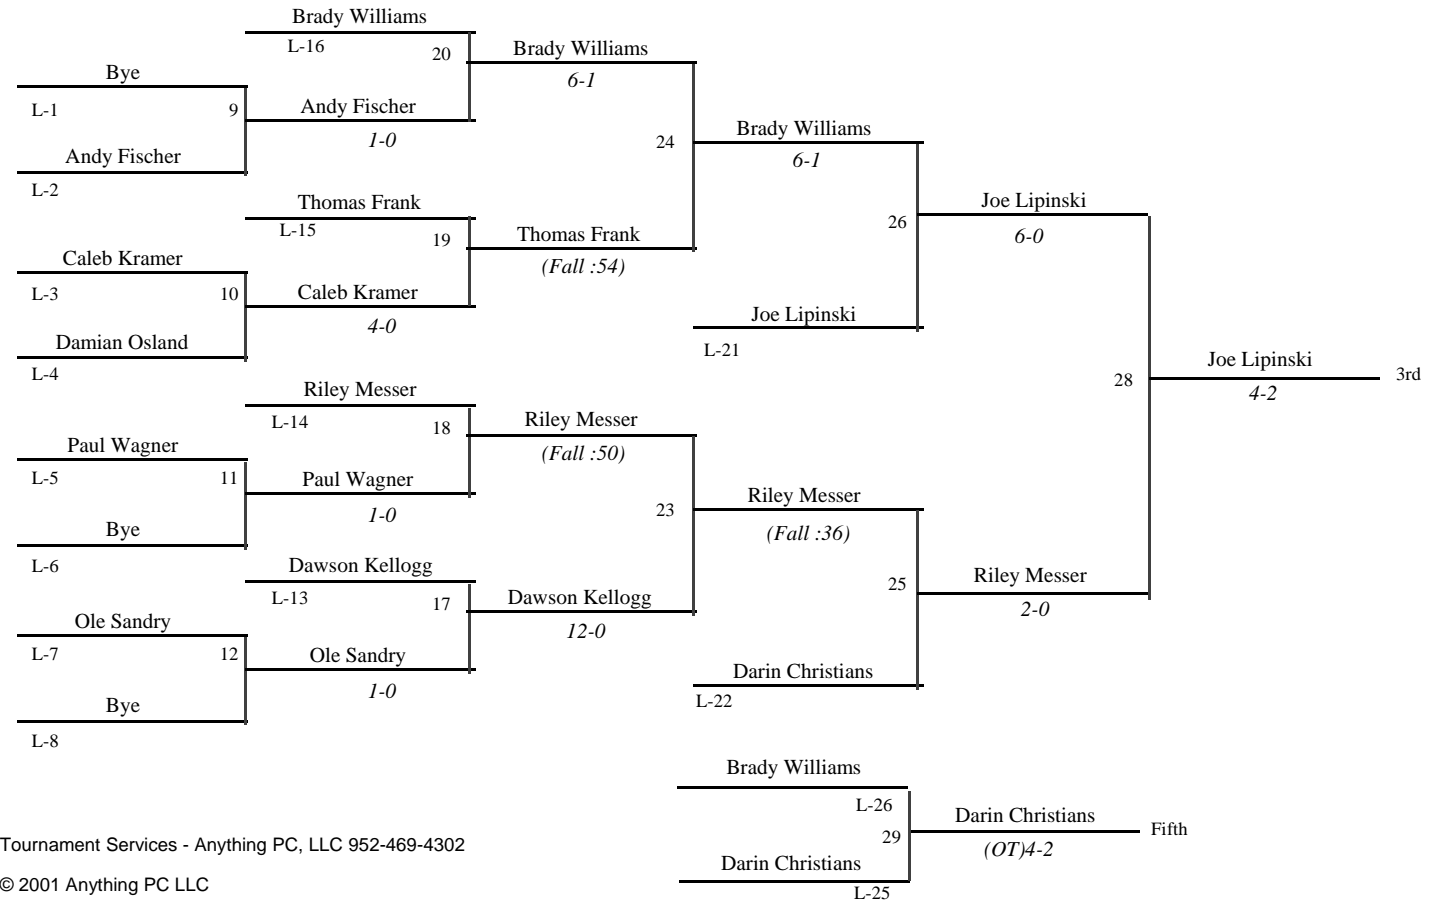 Brady Williams
L-16
20
Brady Williams
6-1
Bye
L-1
9
Andy Fischer
1-0
24
Brady Williams
6-1
Andy Fischer
L-2
Thomas Frank
L-15
19
Thomas Frank
(Fall :54)
26
Joe Lipinski
6-0
Caleb Kramer
L-3
10
Caleb Kramer
4-0
Joe Lipinski
L-21
Damian Osland
L-4
28
Joe Lipinski
4-2
3rd
Riley Messer
L-14
18
Riley Messer
(Fall :50)
Paul Wagner
L-5
11
Paul Wagner
1-0
23
Riley Messer
(Fall :36)
Bye
L-6
Dawson Kellogg
L-13
17
Dawson Kellogg
12-0
25
Riley Messer
2-0
Ole Sandry
L-7
12
Ole Sandry
1-0
Darin Christians
L-22
Bye
L-8
Brady Williams
L-26
29
Darin Christians
(OT)4-2
Fifth
Darin Christians
L-25
Tournament Services - Anything PC, LLC 952-469-4302
© 2001 Anything PC LLC